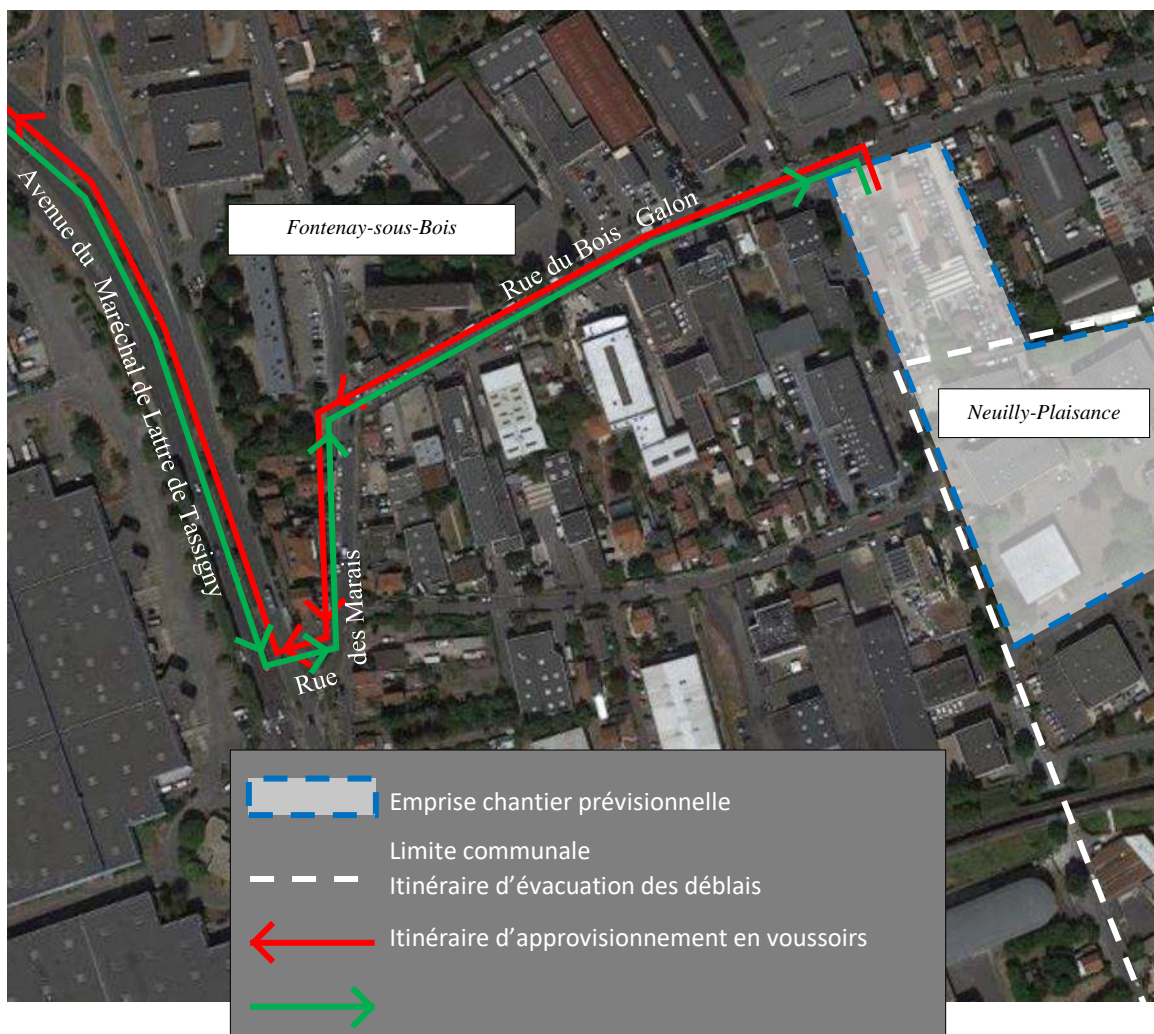 Fontenay-sous-Bois
Rue du Bois Galon
Avenue du Maréchal de Lattre de Tassigny
Neuilly-Plaisance
Rue des Marais
Emprise chantier prévisionnelle
Limite communale
Itinéraire d'évacuation des déblais
Itinéraire d'approvisionnement en voussoirs